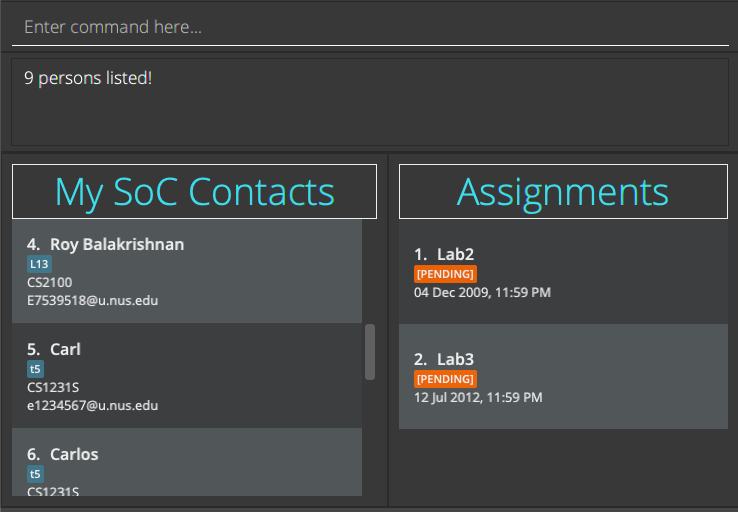 Enter command here...
9 persons listed!
My SoC Contacts
4. Roy Balakrishnan
L13
CS2100
E7539518@u.nus.edu
5. Carl
t5
CS1231S
e1234567@u.nus.edu
6. Carlos
t5
CS1231S
Assignments
1. Lab2
[PENDING]
04 Dec 2009, 11:59 PM
2. Lab3
[PENDING]
12 Jul 2012, 11:59 PM